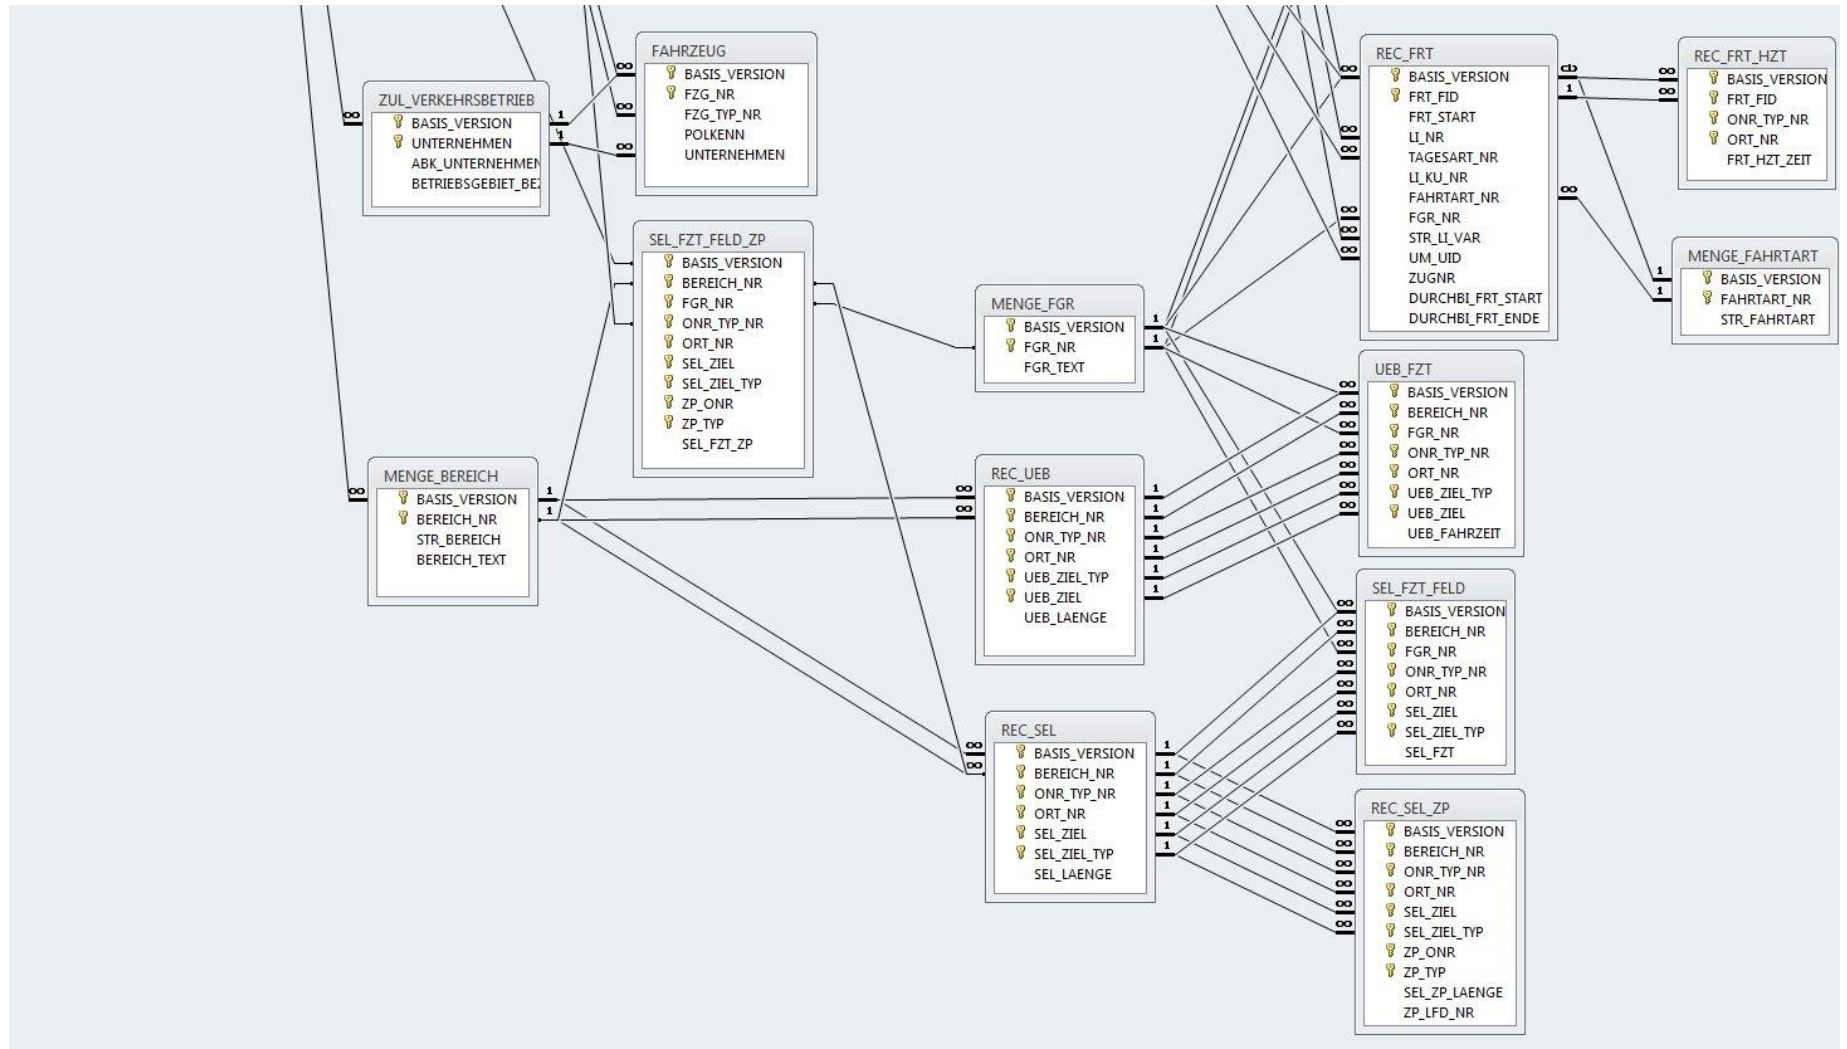 FAHRZEUG
BASIS_VERSION
FZG_NR
FZG_TYP_NR
POLKENN
UNTERNEHMEN
ZUL_VERKEHRSBETRIEB
BASIS_VERSION
UNTERNEHMEN
ABK_UNTERNEHMEN
BETRIEBSGEBIET_BEZ
SEL_FZT_FELD_ZP
BASIS_VERSION
BEREICH_NR
FGR_NR
ONR_TYP_NR
ORT_NR
SEL_ZIEL
SEL_ZIEL_TYP
ZP_ONR
ZP_TYP
SEL_FZT_ZP
MENGE_BEREICH
BASIS_VERSION
BEREICH_NR
STR_BEREICH
BEREICH_TEXT
MENGE_FGR
BASIS_VERSION
FGR_NR
FGR_TEXT
REC_UEB
BASIS_VERSION
BEREICH_NR
ONR_TYP_NR
ORT_NR
UEB_ZIEL_TYP
UEB_ZIEL
UEB_LAENGE
REC_SEL
BASIS_VERSION
BEREICH_NR
ONR_TYP_NR
ORT_NR
SEL_ZIEL
SEL_ZIEL_TYP
SEL_LAENGE
REC_FRT
BASIS_VERSION
FRT_FID
FRT_START
LI_NR
TAGESART_NR
LI_KU_NR
FAHRTART_NR
FGR_NR
STR_LI_VAR
UM_UID
ZUGNR
DURCHBI_FRT_START
DURCHBI_FRT_ENDE
REC_FRT_HZT
BASIS_VERSION
FRT_FID
ONR_TYP_NR
ORT_NR
FRT_HZT_ZEIT
MENGE_FAHRTART
BASIS_VERSION
FAHRTART_NR
STR_FAHRTART
UEB_FZT
BASIS_VERSION
BEREICH_NR
FGR_NR
ONR_TYP_NR
ORT_NR
UEB_ZIEL_TYP
UEB_ZIEL
UEB_FAHRZEIT
SEL_FZT_FELD
BASIS_VERSION
BEREICH_NR
FGR_NR
ONR_TYP_NR
ORT_NR
SEL_ZIEL
SEL_ZIEL_TYP
SEL_FZT
REC_SEL_ZP
BASIS_VERSION
BEREICH_NR
ONR_TYP_NR
ORT_NR
SEL_ZIEL
SEL_ZIEL_TYP
ZP_ONR
ZP_TYP
SEL_ZP_LAENGE
ZP_LFD_NR